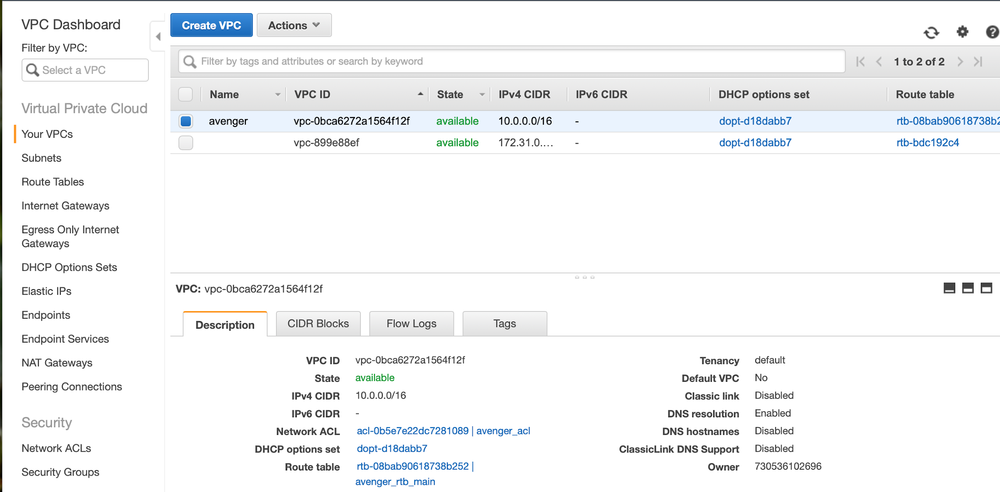 VPC Dashboard
Filter by VPC:
Select a VPC
Virtual Private Cloud
Your VPCs
Subnets
Route Tables
Internet Gateways
Egress Only Internet
Gateways
DHCP Options Sets
Elastic IPs
Endpoints
Endpoint Services
NAT Gateways
Peering Connections
Security
Network ACLs
Security Groups
Create VPC Actions
Filter by tags and attributes or search by keyword 1 to 2 of 2
Name VPC ID State IPv4 CIDR IPv6 CIDR DHCP options set Route table
avenger vpc-0bca6272a1564f12f available 10.0.0.0/16 - dopt-d18dabb7 rtb-08bab90618738b2
vpc-899e88ef available 172.31.0.... - dopt-d18dabb7 rtb-bdc192c4
VPC: vpc-0bca6272a1564f12f
Description CIDR Blocks Flow Logs Tags
VPC ID vpc-0bca6272a1564f12f
State available
IPv4 CIDR 10.0.0.0/16
IPv6 CIDR -
Network ACL acl-0b5e7e22dc7281089 | avenger_acl
DHCP options set dopt-d18dabb7
Route table rtb-08bab90618738b252 |
avenger_rtb_main
Tenancy default
Default VPC No
Classic link Disabled
DNS resolution Enabled
DNS hostnames Disabled
ClassicLink DNS Support Disabled
Owner 730536102696